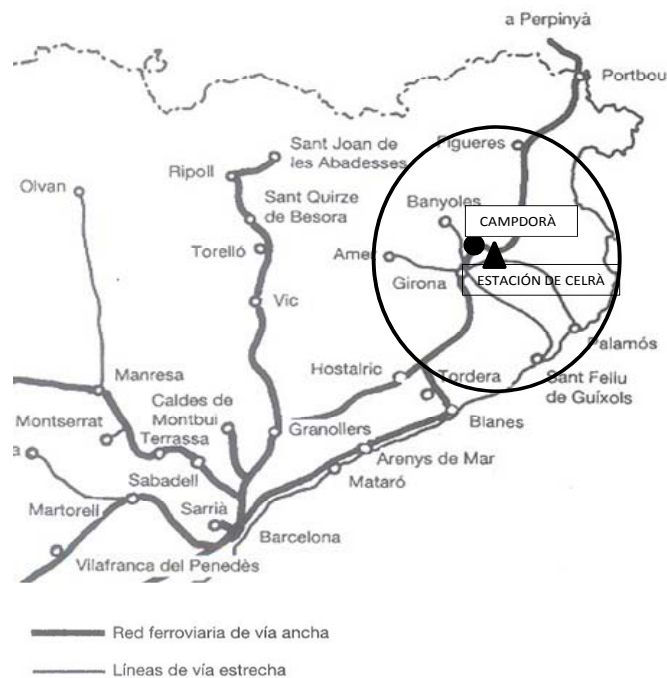 a Perpinyà
Portbou
Figueres
Sant Joan de
les Abadesses
Ripoll
Olvan
Sant Quirze
de Besora
Banyoles
CAMPDORÀ
Torelló
Amer
Girona
ESTACIÓN DE CELRÀ
Vic
Palamós
Hostalric
Tordera
Sant Feliu
de Guíxols
Manresa
Caldes de
Montbui
Montserrat
Terrassa
Granollers
Blanes
a
Arenys de Mar
Sabadell
Mataró
Martorell
Sarrià
Barcelona
Vilafranca del Penedès
Red ferroviaria de vía ancha
Líneas de vía estrecha